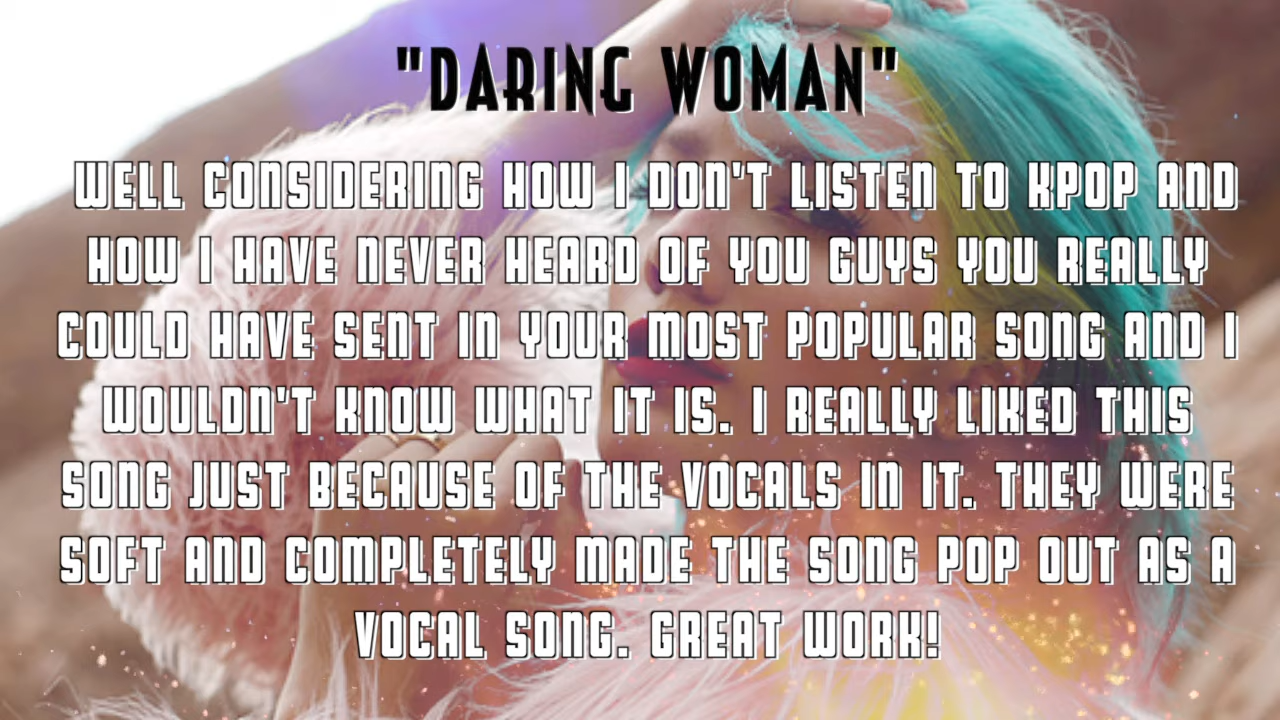 "DARING WOMAN"
WELL CONSIDERING HOW I DON'T LISTEN TO KPOP AND
HOW I HAVE NEVER HEARD OF YOU GUYS YOU REALLY
COULD HAVE SENT IN YOUR MOST POPULAR SONG AND I
WOULDN'T KNOW WHAT IT IS. I REALLY LIKED THIS
SONG JUST BECAUSE OF THE VOCALS IN IT. THEY WERE
SOFT AND COMPLETELY MADE THE SONG POP OUT AS A
VOCAL SONG. GREAT WORK!